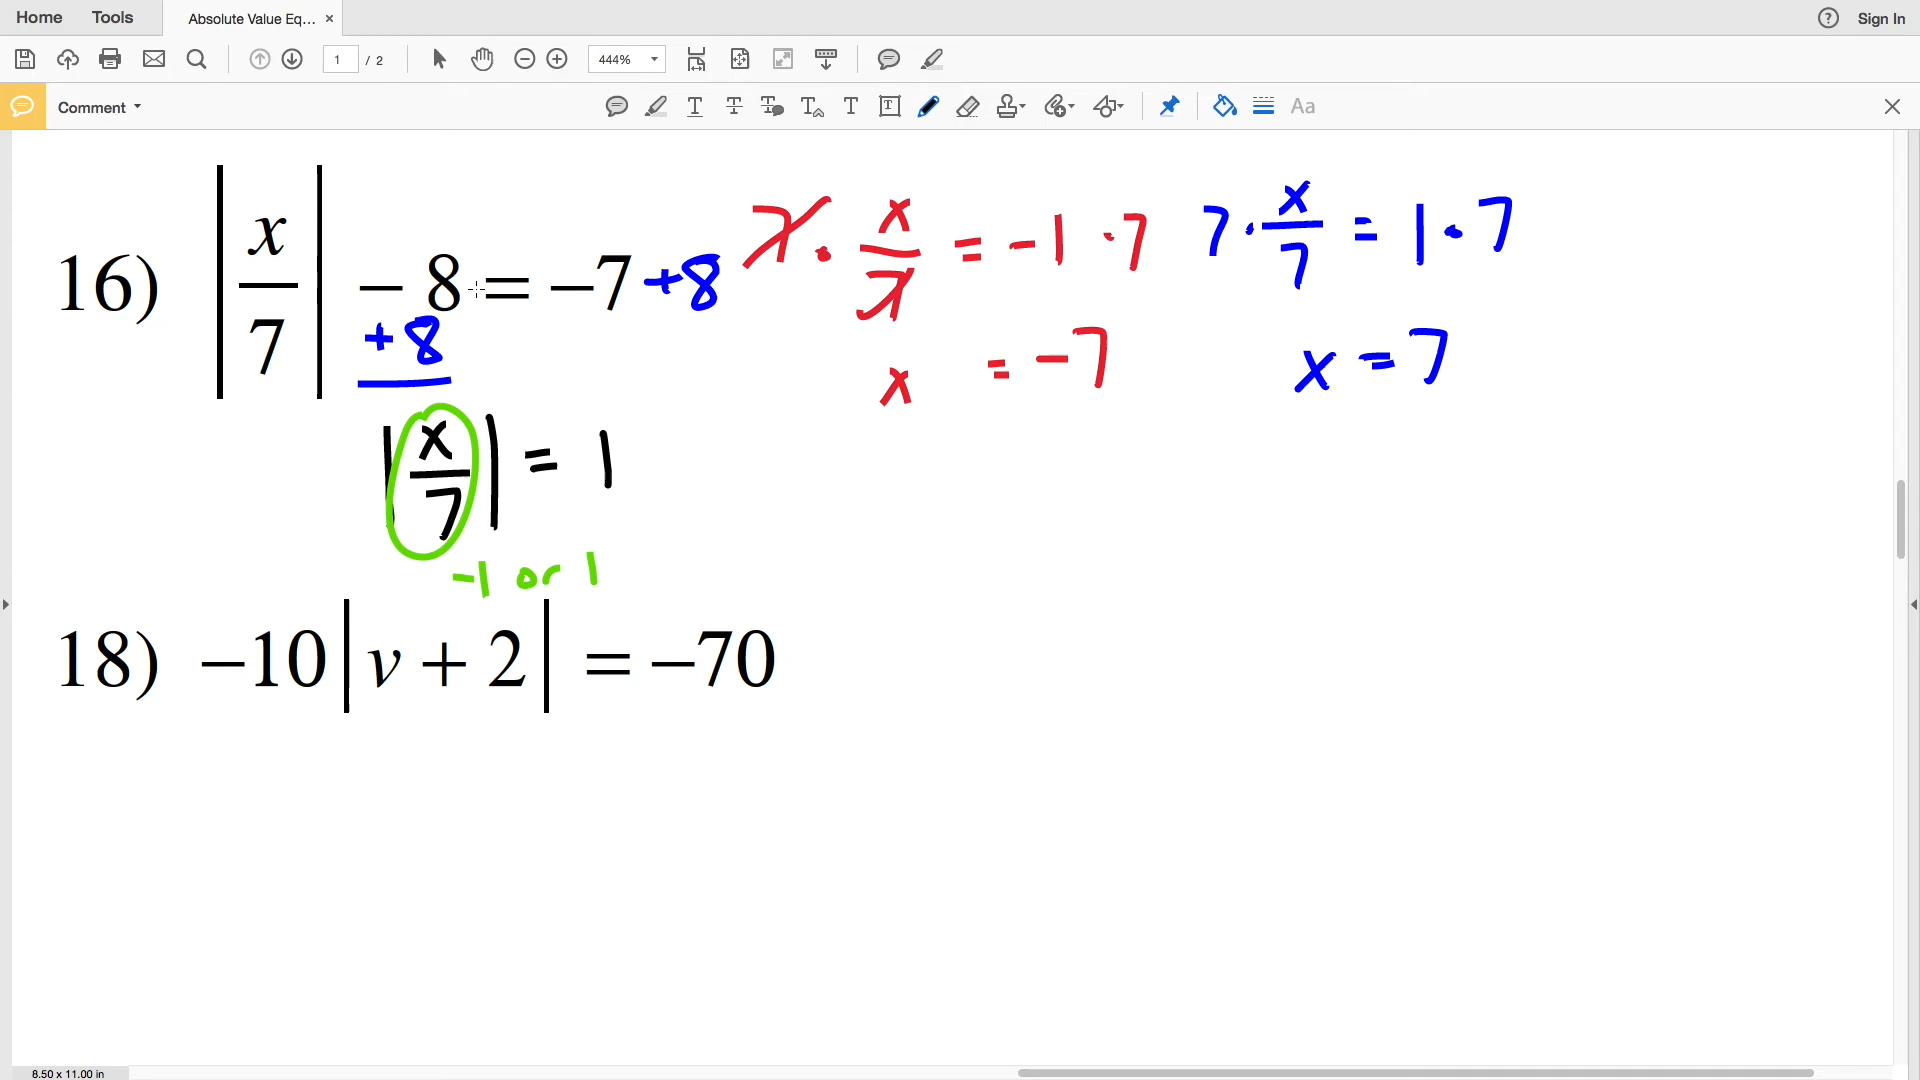 Home Tools Absolute Value Eq... × ? Sign In
1 / 2 444%
Comment Aa
16) |x/7| − 8 = −7 +8
+8
|x/7| = 1
-1 or 1
7 · x/7 = -1 · 7
x = -7
7 · x/7 = 1 · 7
x = 7
18) −10|v + 2| = −70
8.50 x 11.00 in